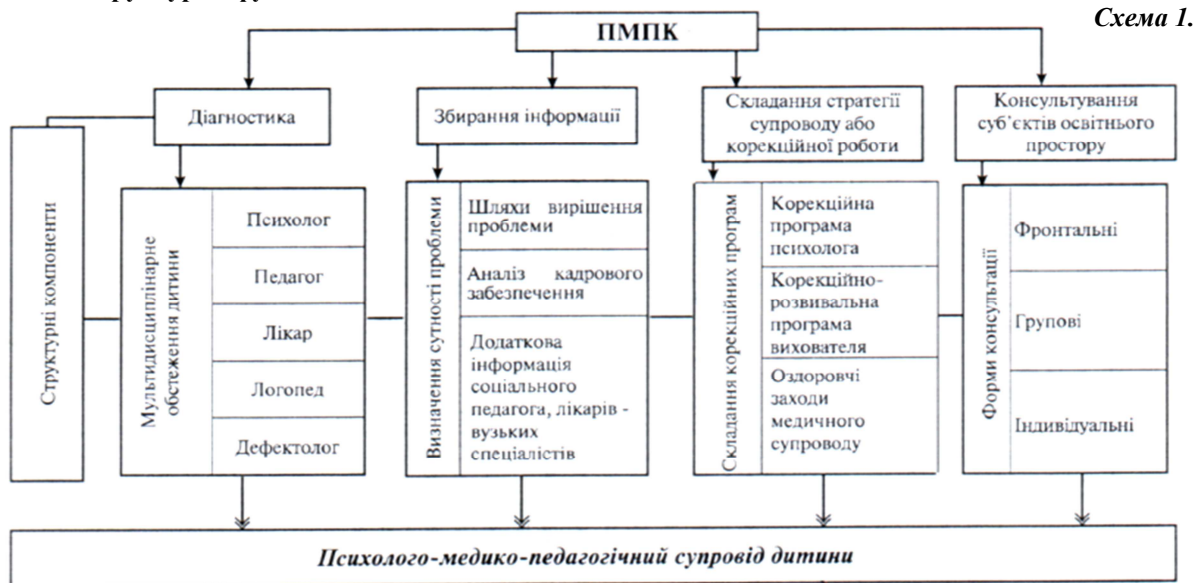 Схема 1.
ПМПК
Діагностика
Збирання інформації
Складання стратегії
супроводу або
корекційної роботи
Консультування
суб’єктів освітнього
простору
Структурні компоненти
Мультидисциплінарне
обстеження дитини
Психолог
Педагог
Лікар
Логопед
Дефектолог
Визначення сутності проблеми
Шляхи вирішення
проблеми
Аналіз кадрового
забезпечення
Додаткова
інформація
соціального
педагога, лікарів -
вузьких
спеціалістів
Складання корекційних програм
Корекційна
програма
психолога
Корекційно-
розвивальна
програма
вихователя
Оздоровчі
заходи
медичного
супроводу
Форми консультації
Фронтальні
Групові
Індивідуальні
Психолого-медико-педагогічний супровід дитини